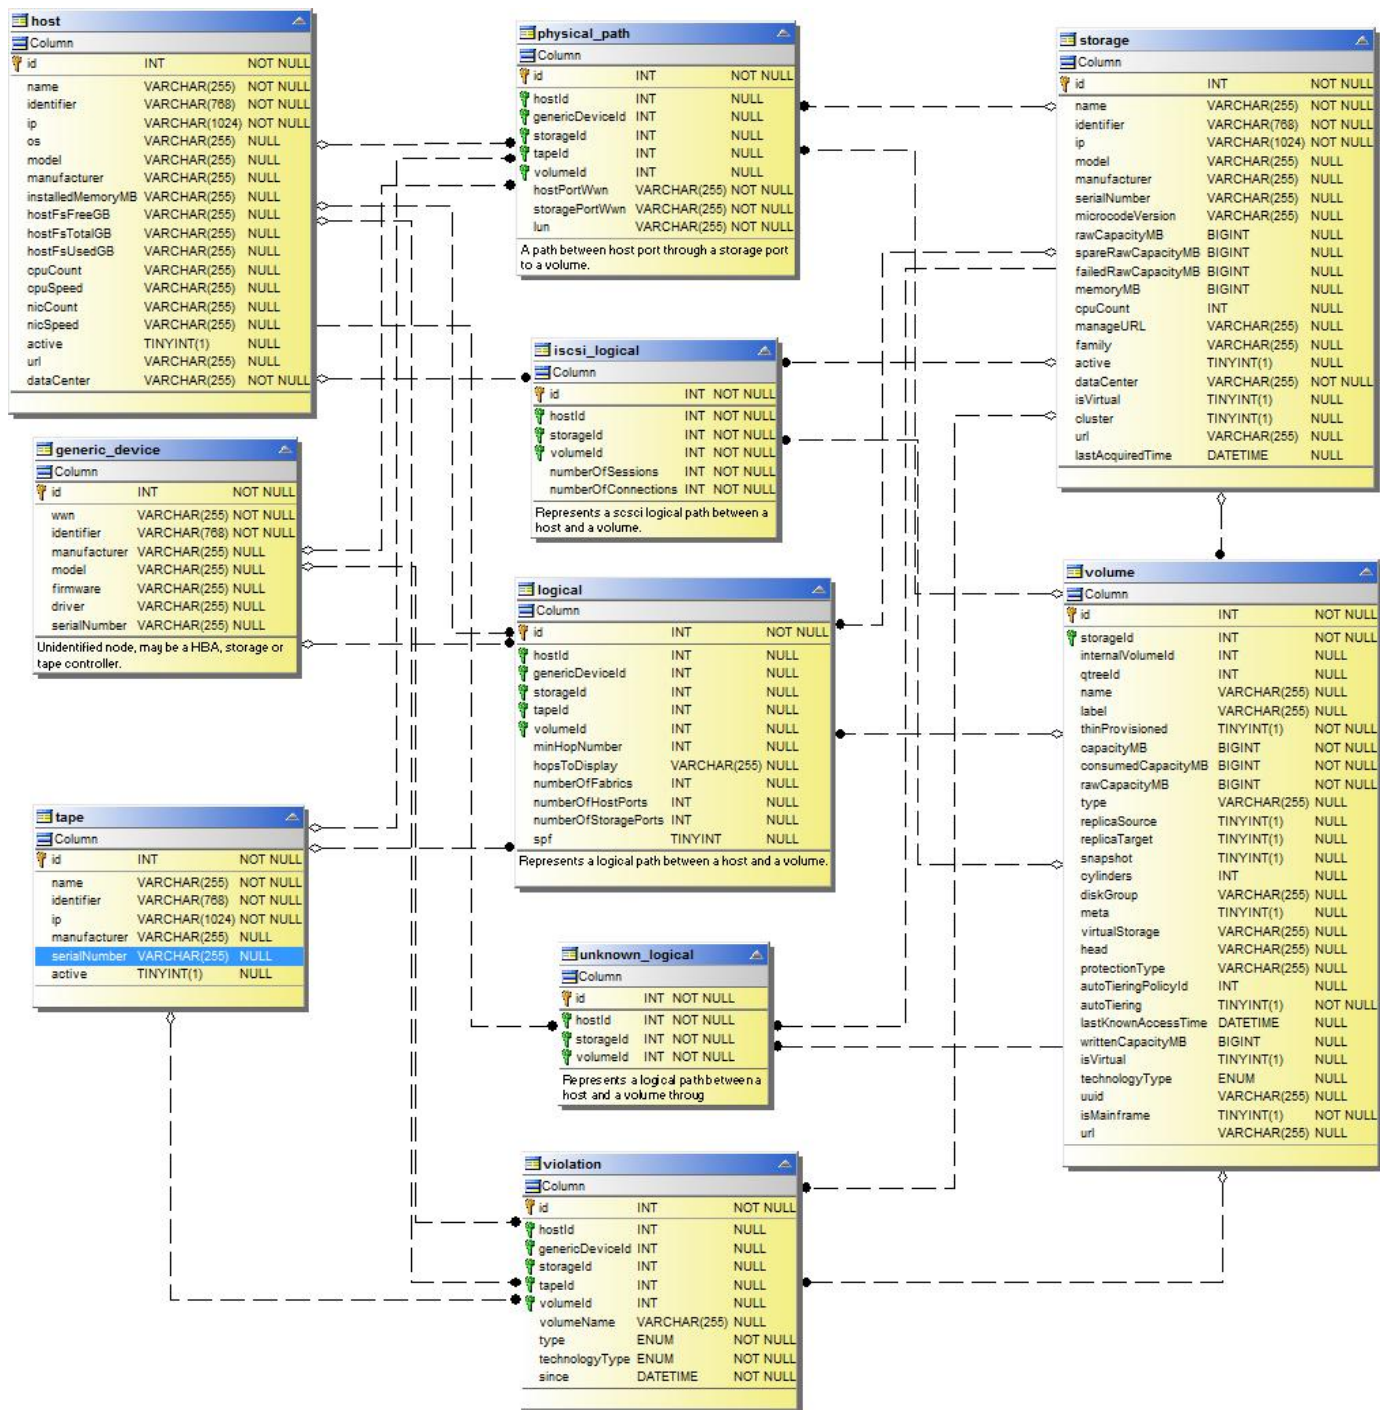 host
Column
id INT NOT NULL
name VARCHAR(255) NOT NULL
identifier VARCHAR(768) NOT NULL
ip VARCHAR(1024) NOT NULL
os VARCHAR(255) NULL
model VARCHAR(255) NULL
manufacturer VARCHAR(255) NULL
installedMemoryMB VARCHAR(255) NULL
hostFsFreeGB VARCHAR(255) NULL
hostFsTotalGB VARCHAR(255) NULL
hostFsUsedGB VARCHAR(255) NULL
cpuCount VARCHAR(255) NULL
cpuSpeed VARCHAR(255) NULL
nicCount VARCHAR(255) NULL
nicSpeed VARCHAR(255) NULL
active TINYINT(1) NULL
url VARCHAR(255) NULL
dataCenter VARCHAR(255) NOT NULL
generic_device
Column
id INT NOT NULL
wwn VARCHAR(255) NOT NULL
identifier VARCHAR(768) NOT NULL
manufacturer VARCHAR(255) NULL
model VARCHAR(255) NULL
firmware VARCHAR(255) NULL
driver VARCHAR(255) NULL
serialNumber VARCHAR(255) NULL
Unidentified node, may be a HBA, storage or
tape controller.
tape
Column
id INT NOT NULL
name VARCHAR(255) NOT NULL
identifier VARCHAR(768) NOT NULL
ip VARCHAR(1024) NOT NULL
manufacturer VARCHAR(255) NULL
serialNumber VARCHAR(255) NULL
active TINYINT(1) NULL
physical_path
Column
id INT NOT NULL
hostId INT NULL
genericDeviceId INT NULL
storageId INT NULL
tapeId INT NULL
volumeId INT NULL
hostPortWwn VARCHAR(255) NOT NULL
storagePortWwn VARCHAR(255) NOT NULL
lun VARCHAR(255) NOT NULL
A path between host port through a storage port
to a volume.
iscsi_logical
Column
id INT NOT NULL
hostId INT NOT NULL
storageId INT NOT NULL
volumeId INT NOT NULL
numberOfSessions INT NOT NULL
numberOfConnections INT NOT NULL
Represents a scsci logical path between a
host and a volume.
logical
Column
id INT NOT NULL
hostId INT NULL
genericDeviceId INT NULL
storageId INT NULL
tapeId INT NULL
volumeId INT NULL
minHopNumber INT NULL
hopsToDisplay VARCHAR(255) NULL
numberOfFabrics INT NULL
numberOfHostPorts INT NULL
numberOfStoragePorts INT NULL
spf TINYINT NULL
Represents a logical path between a host and a volume.
unknown_logical
Column
id INT NOT NULL
hostId INT NOT NULL
storageId INT NOT NULL
volumeId INT NOT NULL
Represents a logical path between a
host and a volume throug
violation
Column
id INT NOT NULL
hostId INT NULL
genericDeviceId INT NULL
storageId INT NULL
tapeId INT NULL
volumeId INT NULL
volumeName VARCHAR(255) NULL
type ENUM NOT NULL
technologyType ENUM NOT NULL
since DATETIME NOT NULL
storage
Column
id INT NOT NULL
name VARCHAR(255) NOT NULL
identifier VARCHAR(768) NOT NULL
ip VARCHAR(1024) NOT NULL
model VARCHAR(255) NULL
manufacturer VARCHAR(255) NULL
serialNumber VARCHAR(255) NULL
microcodeVersion VARCHAR(255) NULL
rawCapacityMB BIGINT NULL
spareRawCapacityMB BIGINT NULL
failedRawCapacityMB BIGINT NULL
memoryMB BIGINT NULL
cpuCount INT NULL
manageURL VARCHAR(255) NULL
family VARCHAR(255) NULL
active TINYINT(1) NULL
dataCenter VARCHAR(255) NOT NULL
isVirtual TINYINT(1) NULL
cluster TINYINT(1) NULL
url VARCHAR(255) NULL
lastAcquiredTime DATETIME NULL
volume
Column
id INT NOT NULL
storageId INT NOT NULL
internalVolumeId INT NULL
qtreeId INT NULL
name VARCHAR(255) NULL
label VARCHAR(255) NULL
thinProvisioned TINYINT(1) NOT NULL
capacityMB BIGINT NOT NULL
consumedCapacityMB BIGINT NOT NULL
rawCapacityMB BIGINT NOT NULL
type VARCHAR(255) NULL
replicaSource TINYINT(1) NULL
replicaTarget TINYINT(1) NULL
snapshot TINYINT(1) NULL
cylinders INT NULL
diskGroup VARCHAR(255) NULL
meta TINYINT(1) NULL
virtualStorage VARCHAR(255) NULL
head VARCHAR(255) NULL
protectionType VARCHAR(255) NULL
autoTieringPolicyId INT NULL
autoTiering TINYINT(1) NOT NULL
lastKnownAccessTime DATETIME NULL
writtenCapacityMB BIGINT NULL
isVirtual TINYINT(1) NULL
technologyType ENUM NULL
uuid VARCHAR(255) NULL
isMainframe TINYINT(1) NOT NULL
url VARCHAR(255) NULL